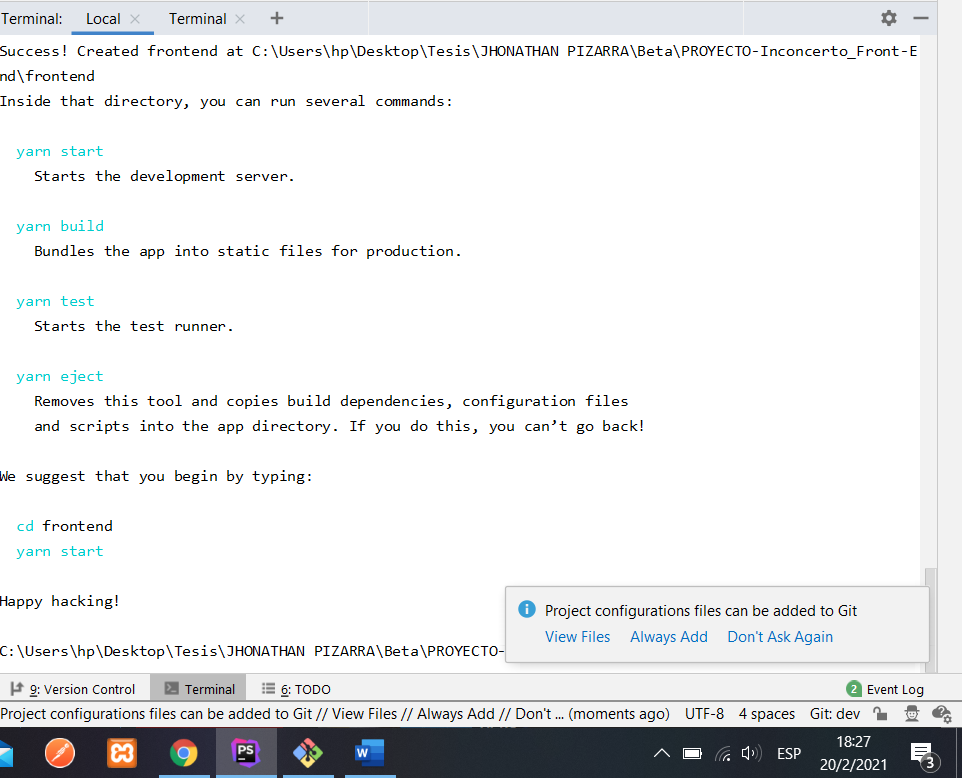 Terminal: Local Terminal
Success! Created frontend at C:\Users\hp\Desktop\Tesis\JHONATHAN PIZARRA\Beta\PROYECTO-Inconcerto_Front-E
nd\frontend
Inside that directory, you can run several commands:
yarn start
Starts the development server.
yarn build
Bundles the app into static files for production.
yarn test
Starts the test runner.
yarn eject
Removes this tool and copies build dependencies, configuration files
and scripts into the app directory. If you do this, you can’t go back!
We suggest that you begin by typing:
cd frontend
yarn start
Happy hacking!
Project configurations files can be added to Git
View Files Always Add Don't Ask Again
C:\Users\hp\Desktop\Tesis\JHONATHAN PIZARRA\Beta\PROYECTO-
9: Version Control Terminal 6: TODO 2 Event Log
Project configurations files can be added to Git // View Files // Always Add // Don't ... (moments ago) UTF-8 4 spaces Git: dev
PS W ESP 18:27
20/2/2021 3